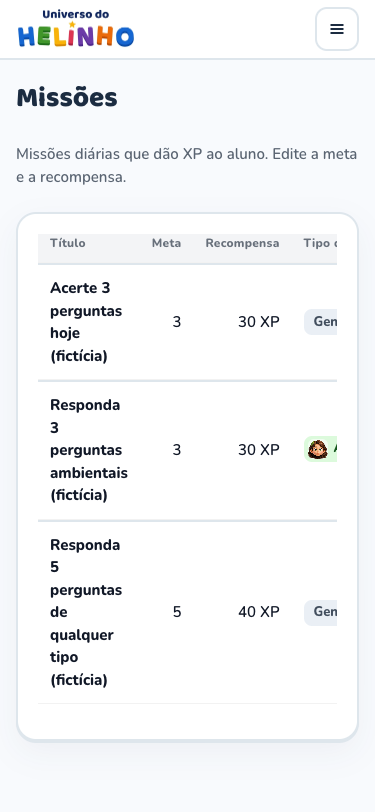 Universo do
HELINHO
Missões
Missões diárias que dão XP ao aluno. Edite a meta
e a recompensa.
Título Meta Recompensa Tipo
Acerte 3
perguntas
hoje
(fictícia)
3 30 XP
Responda
3
perguntas
ambientais
(fictícia)
3 30 XP
Responda
5
perguntas
de
qualquer
tipo
(fictícia)
5 40 XP